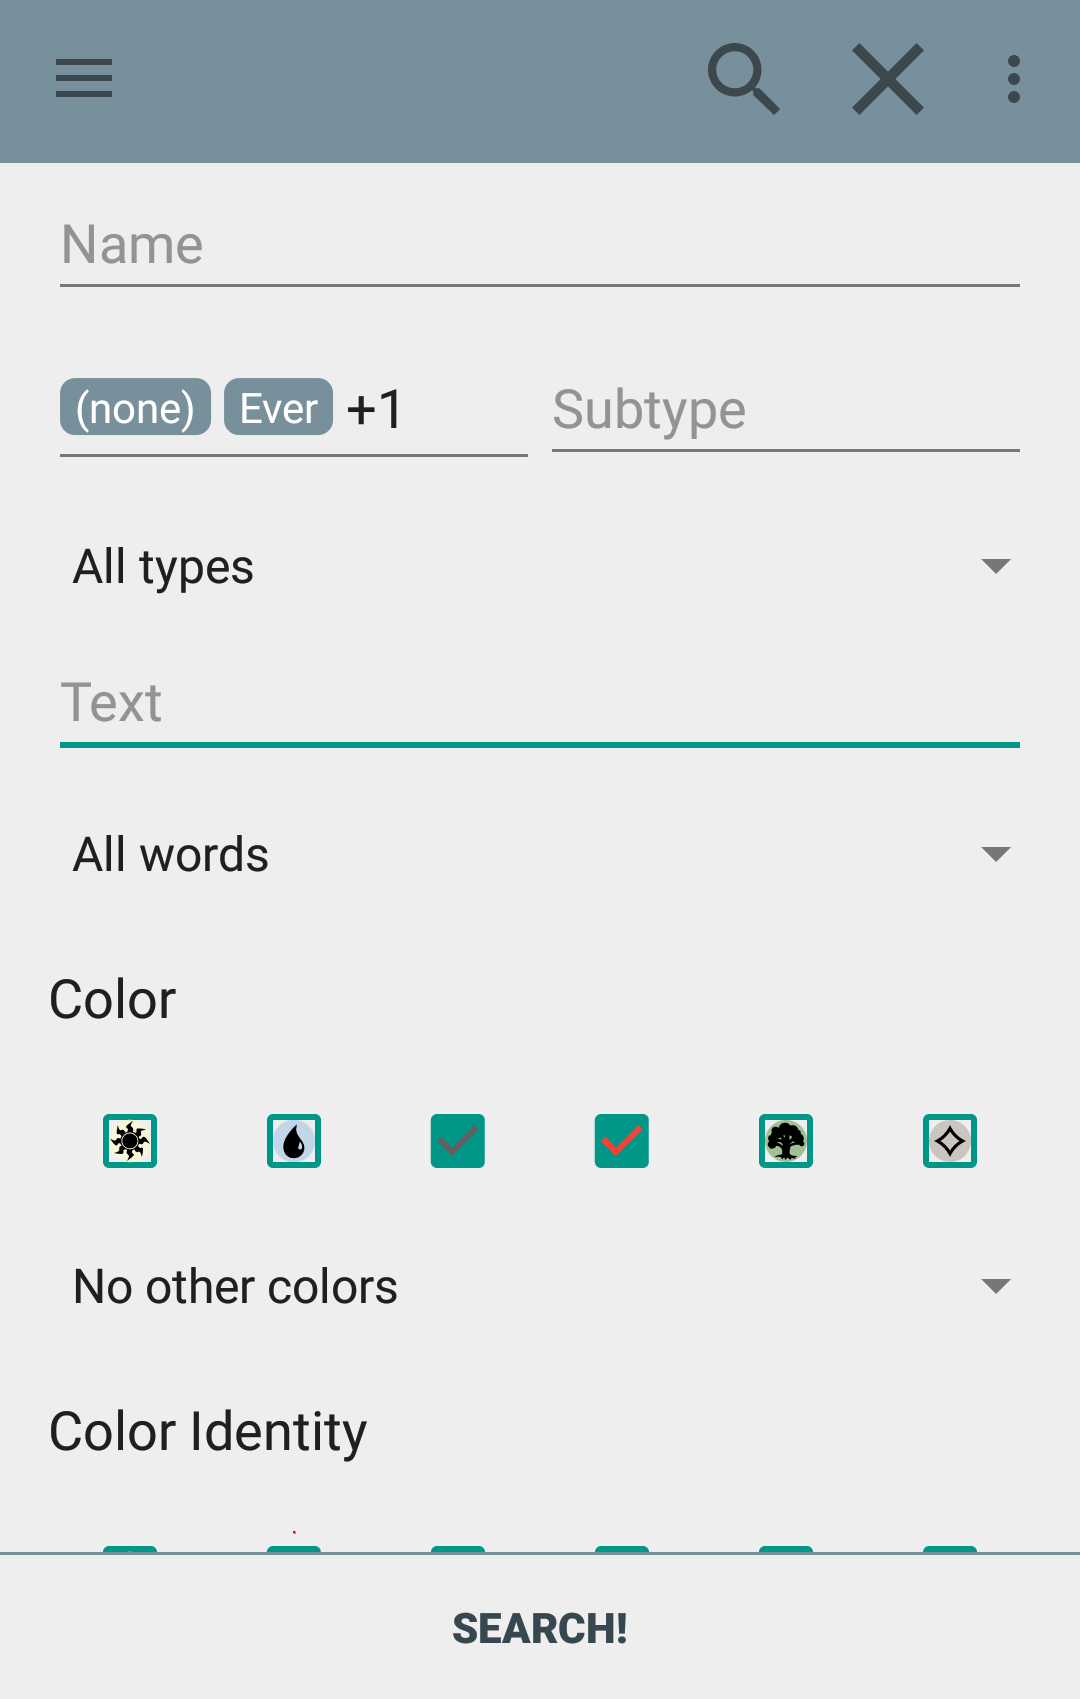 Name
(none) Ever +1 Subtype
All types
Text
All words
Color
No other colors
Color Identity
SEARCH!